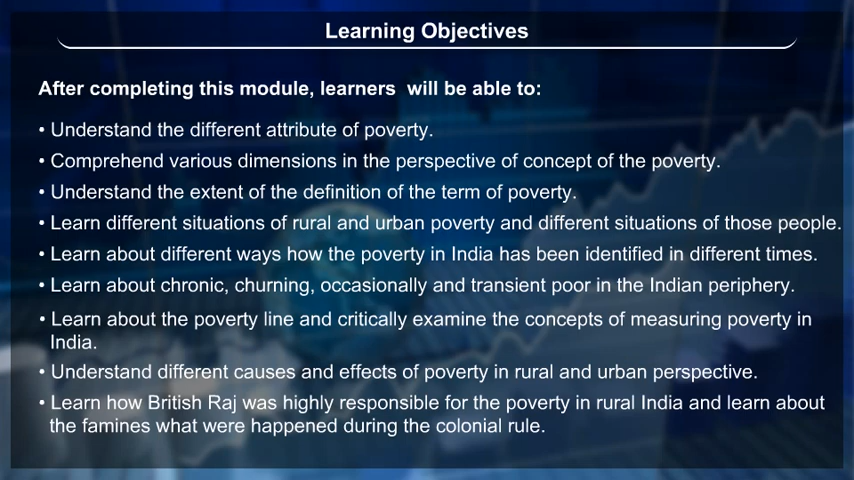 Learning Objectives
After completing this module, learners will be able to:
• Understand the different attribute of poverty.
• Comprehend various dimensions in the perspective of concept of the poverty.
• Understand the extent of the definition of the term of poverty.
• Learn different situations of rural and urban poverty and different situations of those people.
• Learn about different ways how the poverty in India has been identified in different times.
• Learn about chronic, churning, occasionally and transient poor in the Indian periphery.
• Learn about the poverty line and critically examine the concepts of measuring poverty in
India.
• Understand different causes and effects of poverty in rural and urban perspective.
• Learn how British Raj was highly responsible for the poverty in rural India and learn about
the famines what were happened during the colonial rule.